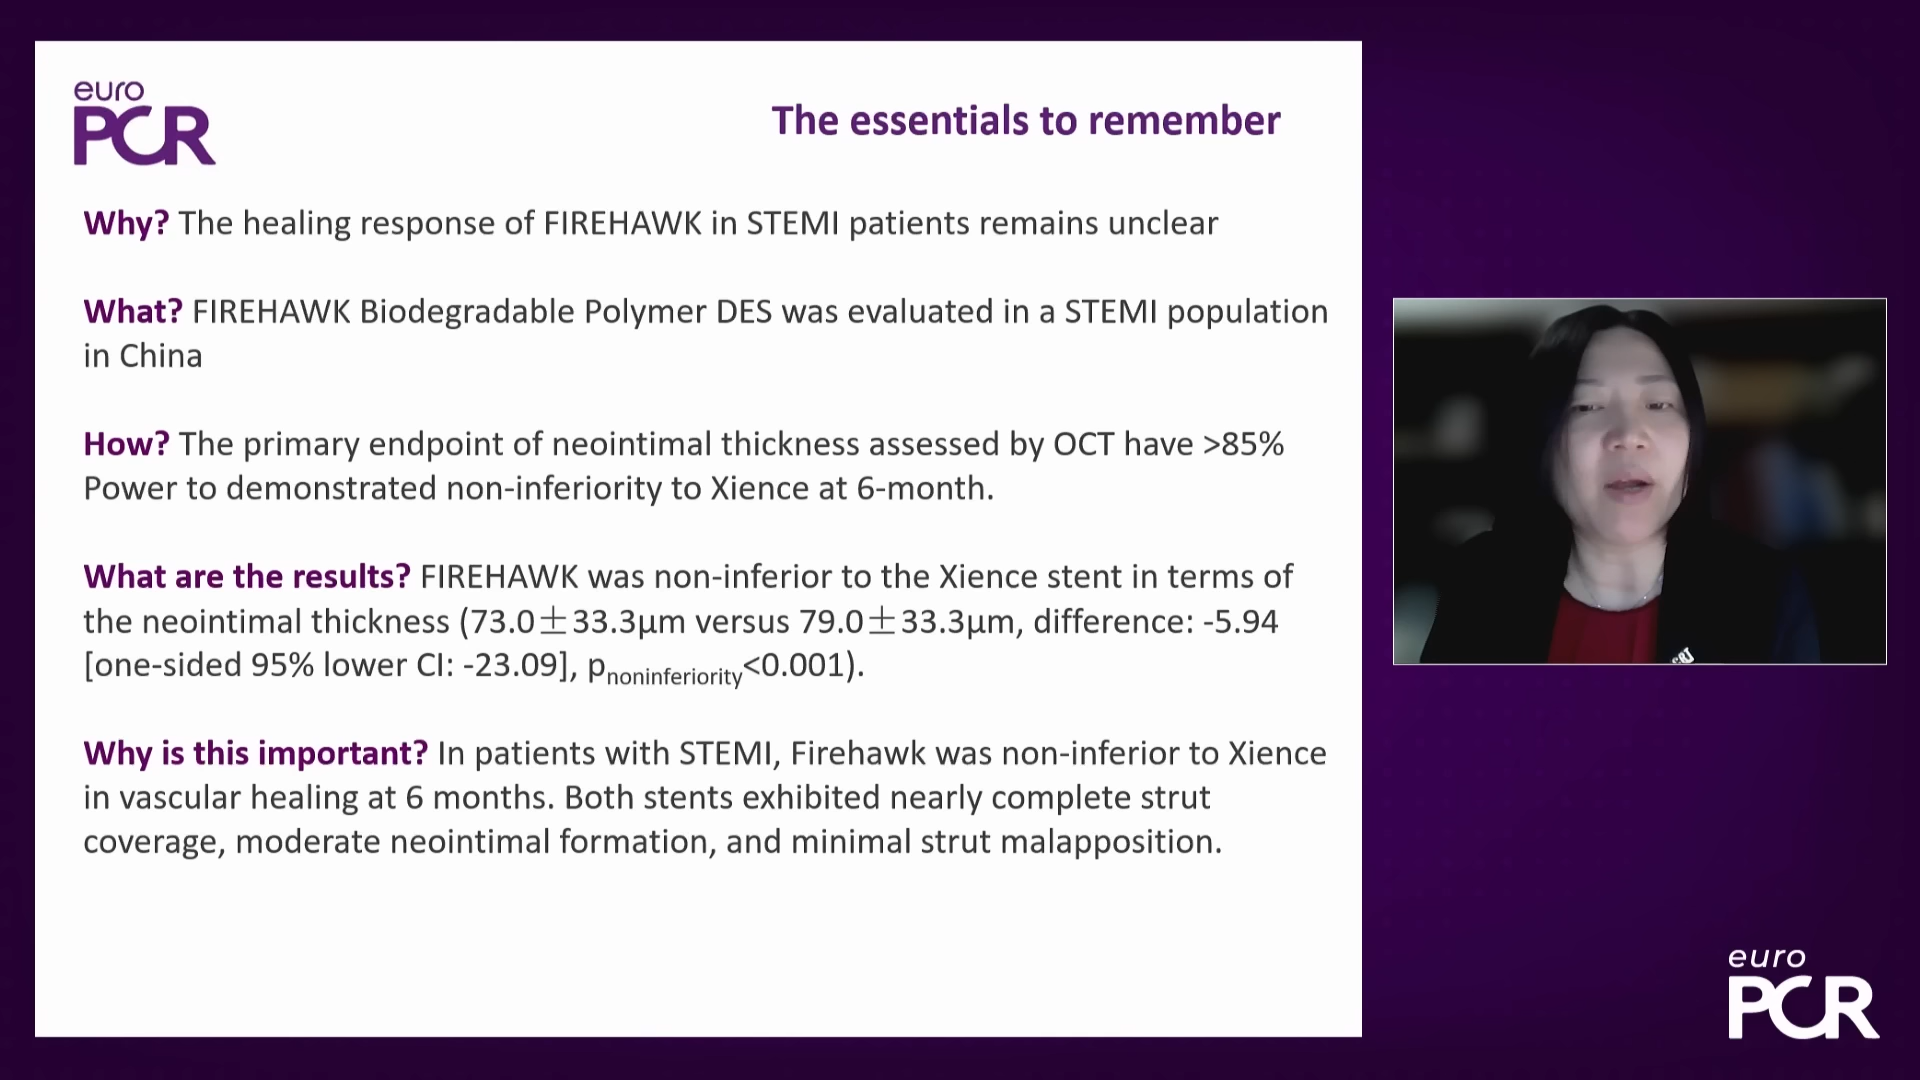 euro
PCR
The essentials to remember
Why? The healing response of FIREHAWK in STEMI patients remains unclear
What? FIREHAWK Biodegradable Polymer DES was evaluated in a STEMI population
in China
How? The primary endpoint of neointimal thickness assessed by OCT have >85%
Power to demonstrated non-inferiority to Xience at 6-month.
What are the results? FIREHAWK was non-inferior to the Xience stent in terms of
the neointimal thickness (73.0±33.3μm versus 79.0±33.3μm, difference: -5.94
[one-sided 95% lower CI: -23.09], pnoninferiority<0.001).
Why is this important? In patients with STEMI, Firehawk was non-inferior to Xience
in vascular healing at 6 months. Both stents exhibited nearly complete strut
coverage, moderate neointimal formation, and minimal strut malapposition.
euro
PCR